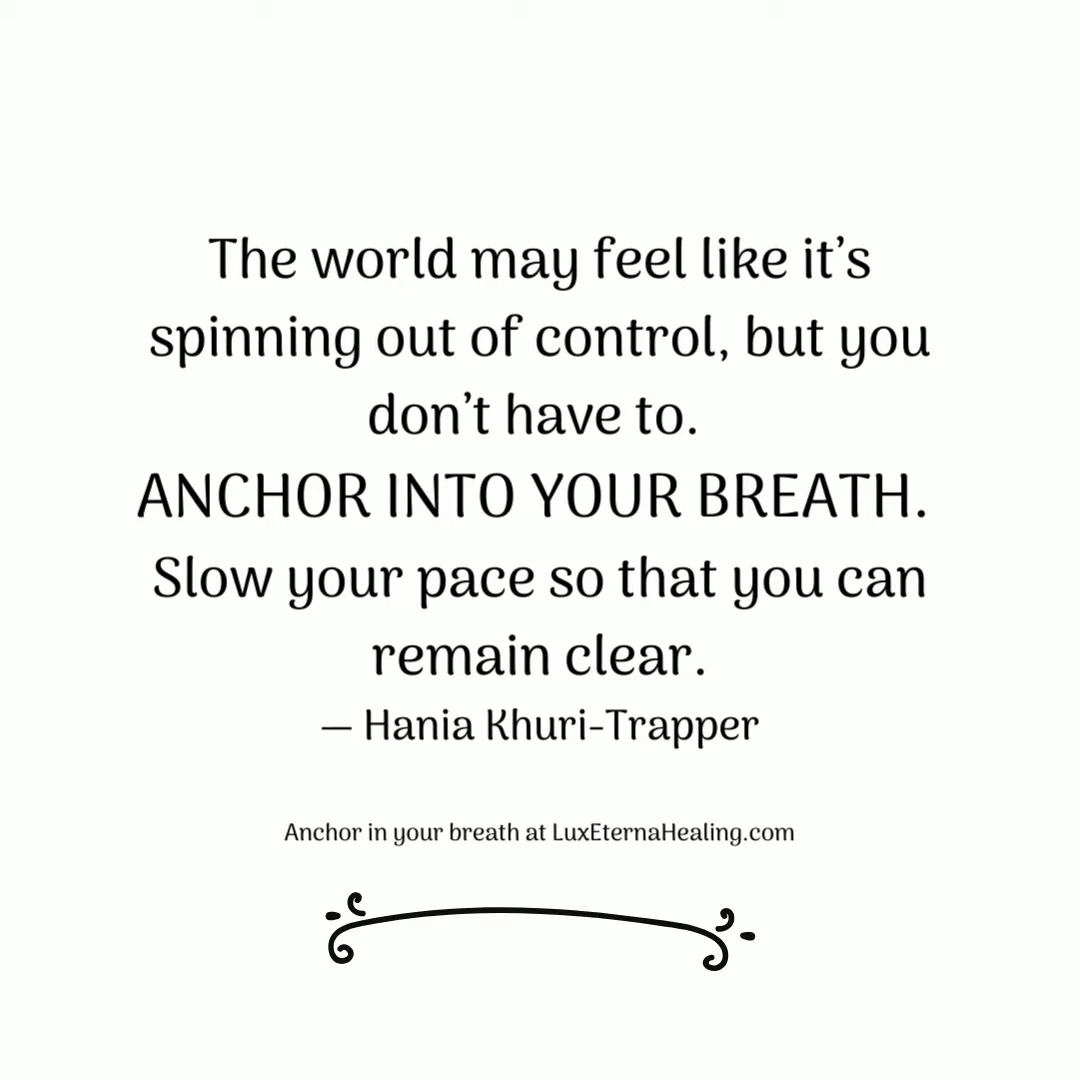 The world may feel like it’s
spinning out of control, but you
don’t have to.
ANCHOR INTO YOUR BREATH.
Slow your pace so that you can
remain clear.
— Hania Khuri-Trapper
Anchor in your breath at LuxEternaHealing.com